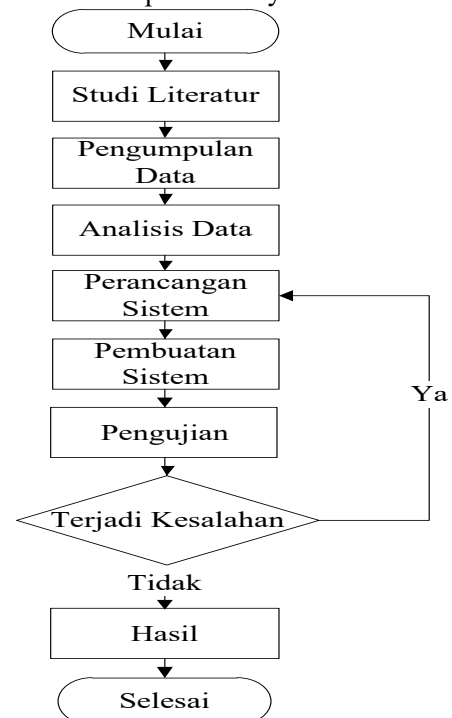 Mulai
Studi Literatur
Pengumpulan
Data
Analisis Data
Perancangan
Sistem
Pembuatan
Sistem
Ya
Pengujian
Terjadi Kesalahan
Tidak
Hasil
Selesai